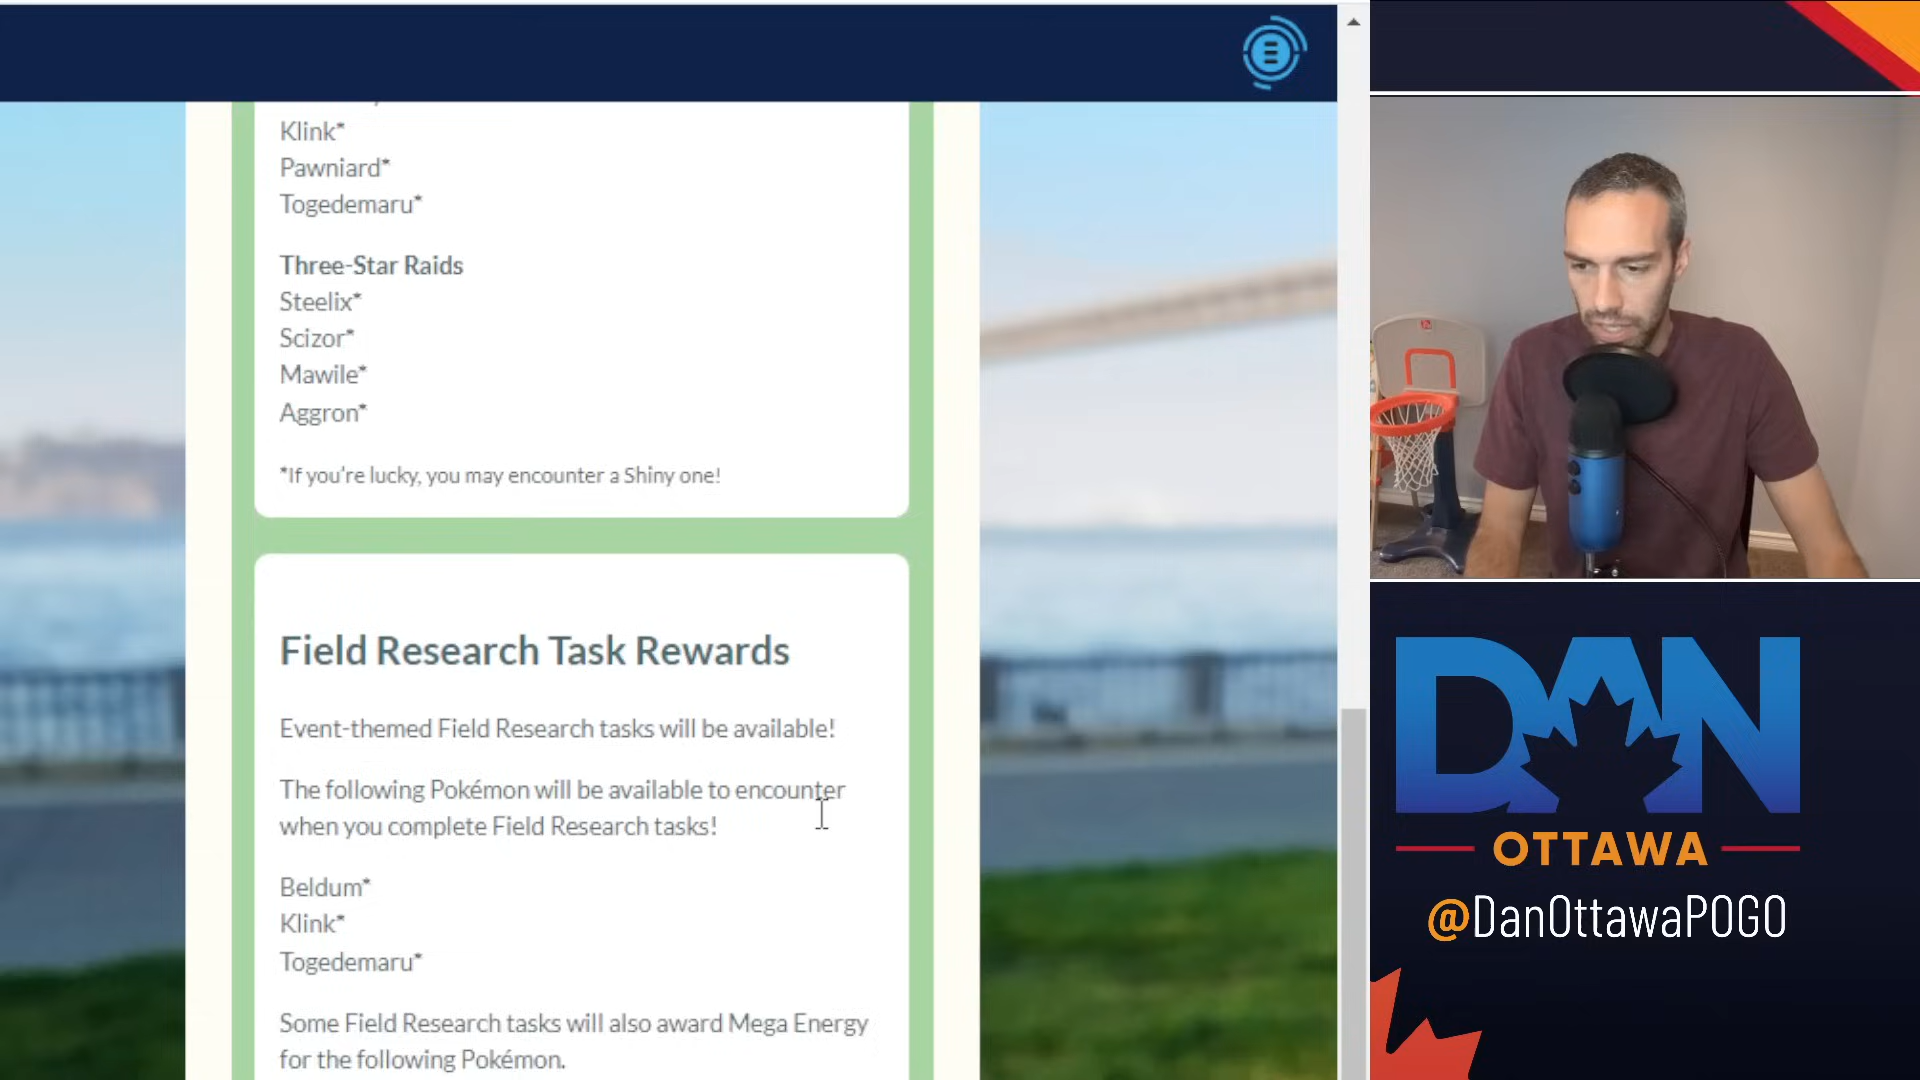 Klink*
Pawniard*
Togedemaru*
Three-Star Raids
Steelix*
Scizor*
Mawile*
Aggron*
*If you're lucky, you may encounter a Shiny one!
Field Research Task Rewards
Event-themed Field Research tasks will be available!
The following Pokémon will be available to encounter
when you complete Field Research tasks!
Beldum*
Klink*
Togedemaru*
Some Field Research tasks will also award Mega Energy
for the following Pokémon.
DAN
OTTAWA
@DanOttawaPOGO